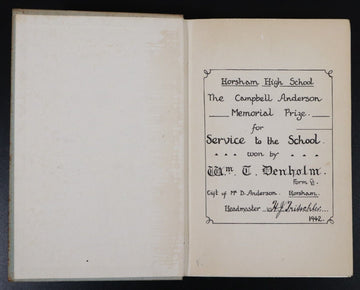 Horsham High School
The Campbell Anderson
Memorial Prize.
for
Service to the School.
won by
Wm. T. Denholm.
Form
Gift of Mr D. Anderson. Horsham.
Headmaster
1942.